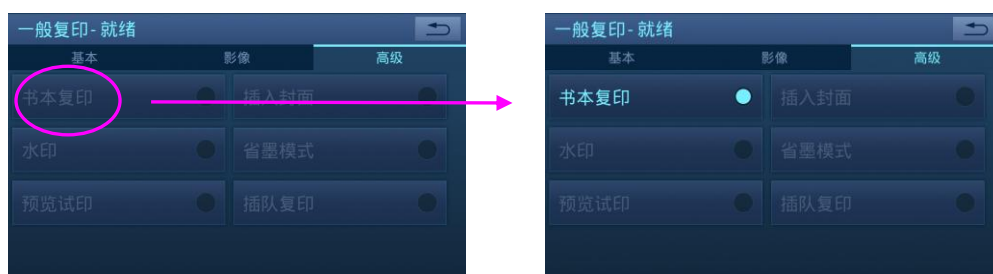 一般复印-就绪
基本 影像 高级
书本复印 插入封面
水印 省墨模式
预览试印 插队复印
一般复印-就绪
基本 影像 高级
书本复印 插入封面
水印 省墨模式
预览试印 插队复印